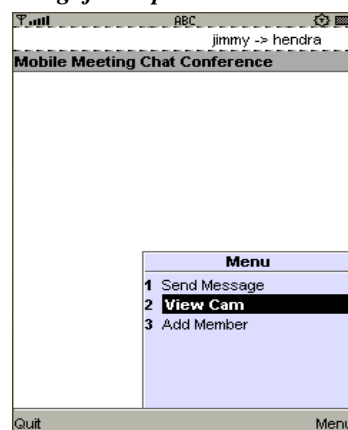 ABC
jimmy -> hendra
Mobile Meeting Chat Conference
Menu
1 Send Message
2 View Cam
3 Add Member
Quit Menu